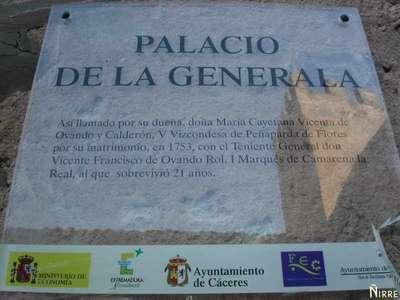 PALACIO
DE LA GENERALA
Así llamado por su dueña, doña María Cayetana Vicenta de
Ovando y Calderón, V Vizcondesa de Peñaparda de Flores
por su matrimonio, en 1753, con el Teniente General don
Vicente Francisco de Ovando Rol, I Marqués de Camarena la
Real, al que sobrevivió 21 años.
MINISTERIO DE ECONOMÍA
EXTREMADURA
Ayuntamiento de Cáceres
FEC
Ayuntamiento de
NIRRE